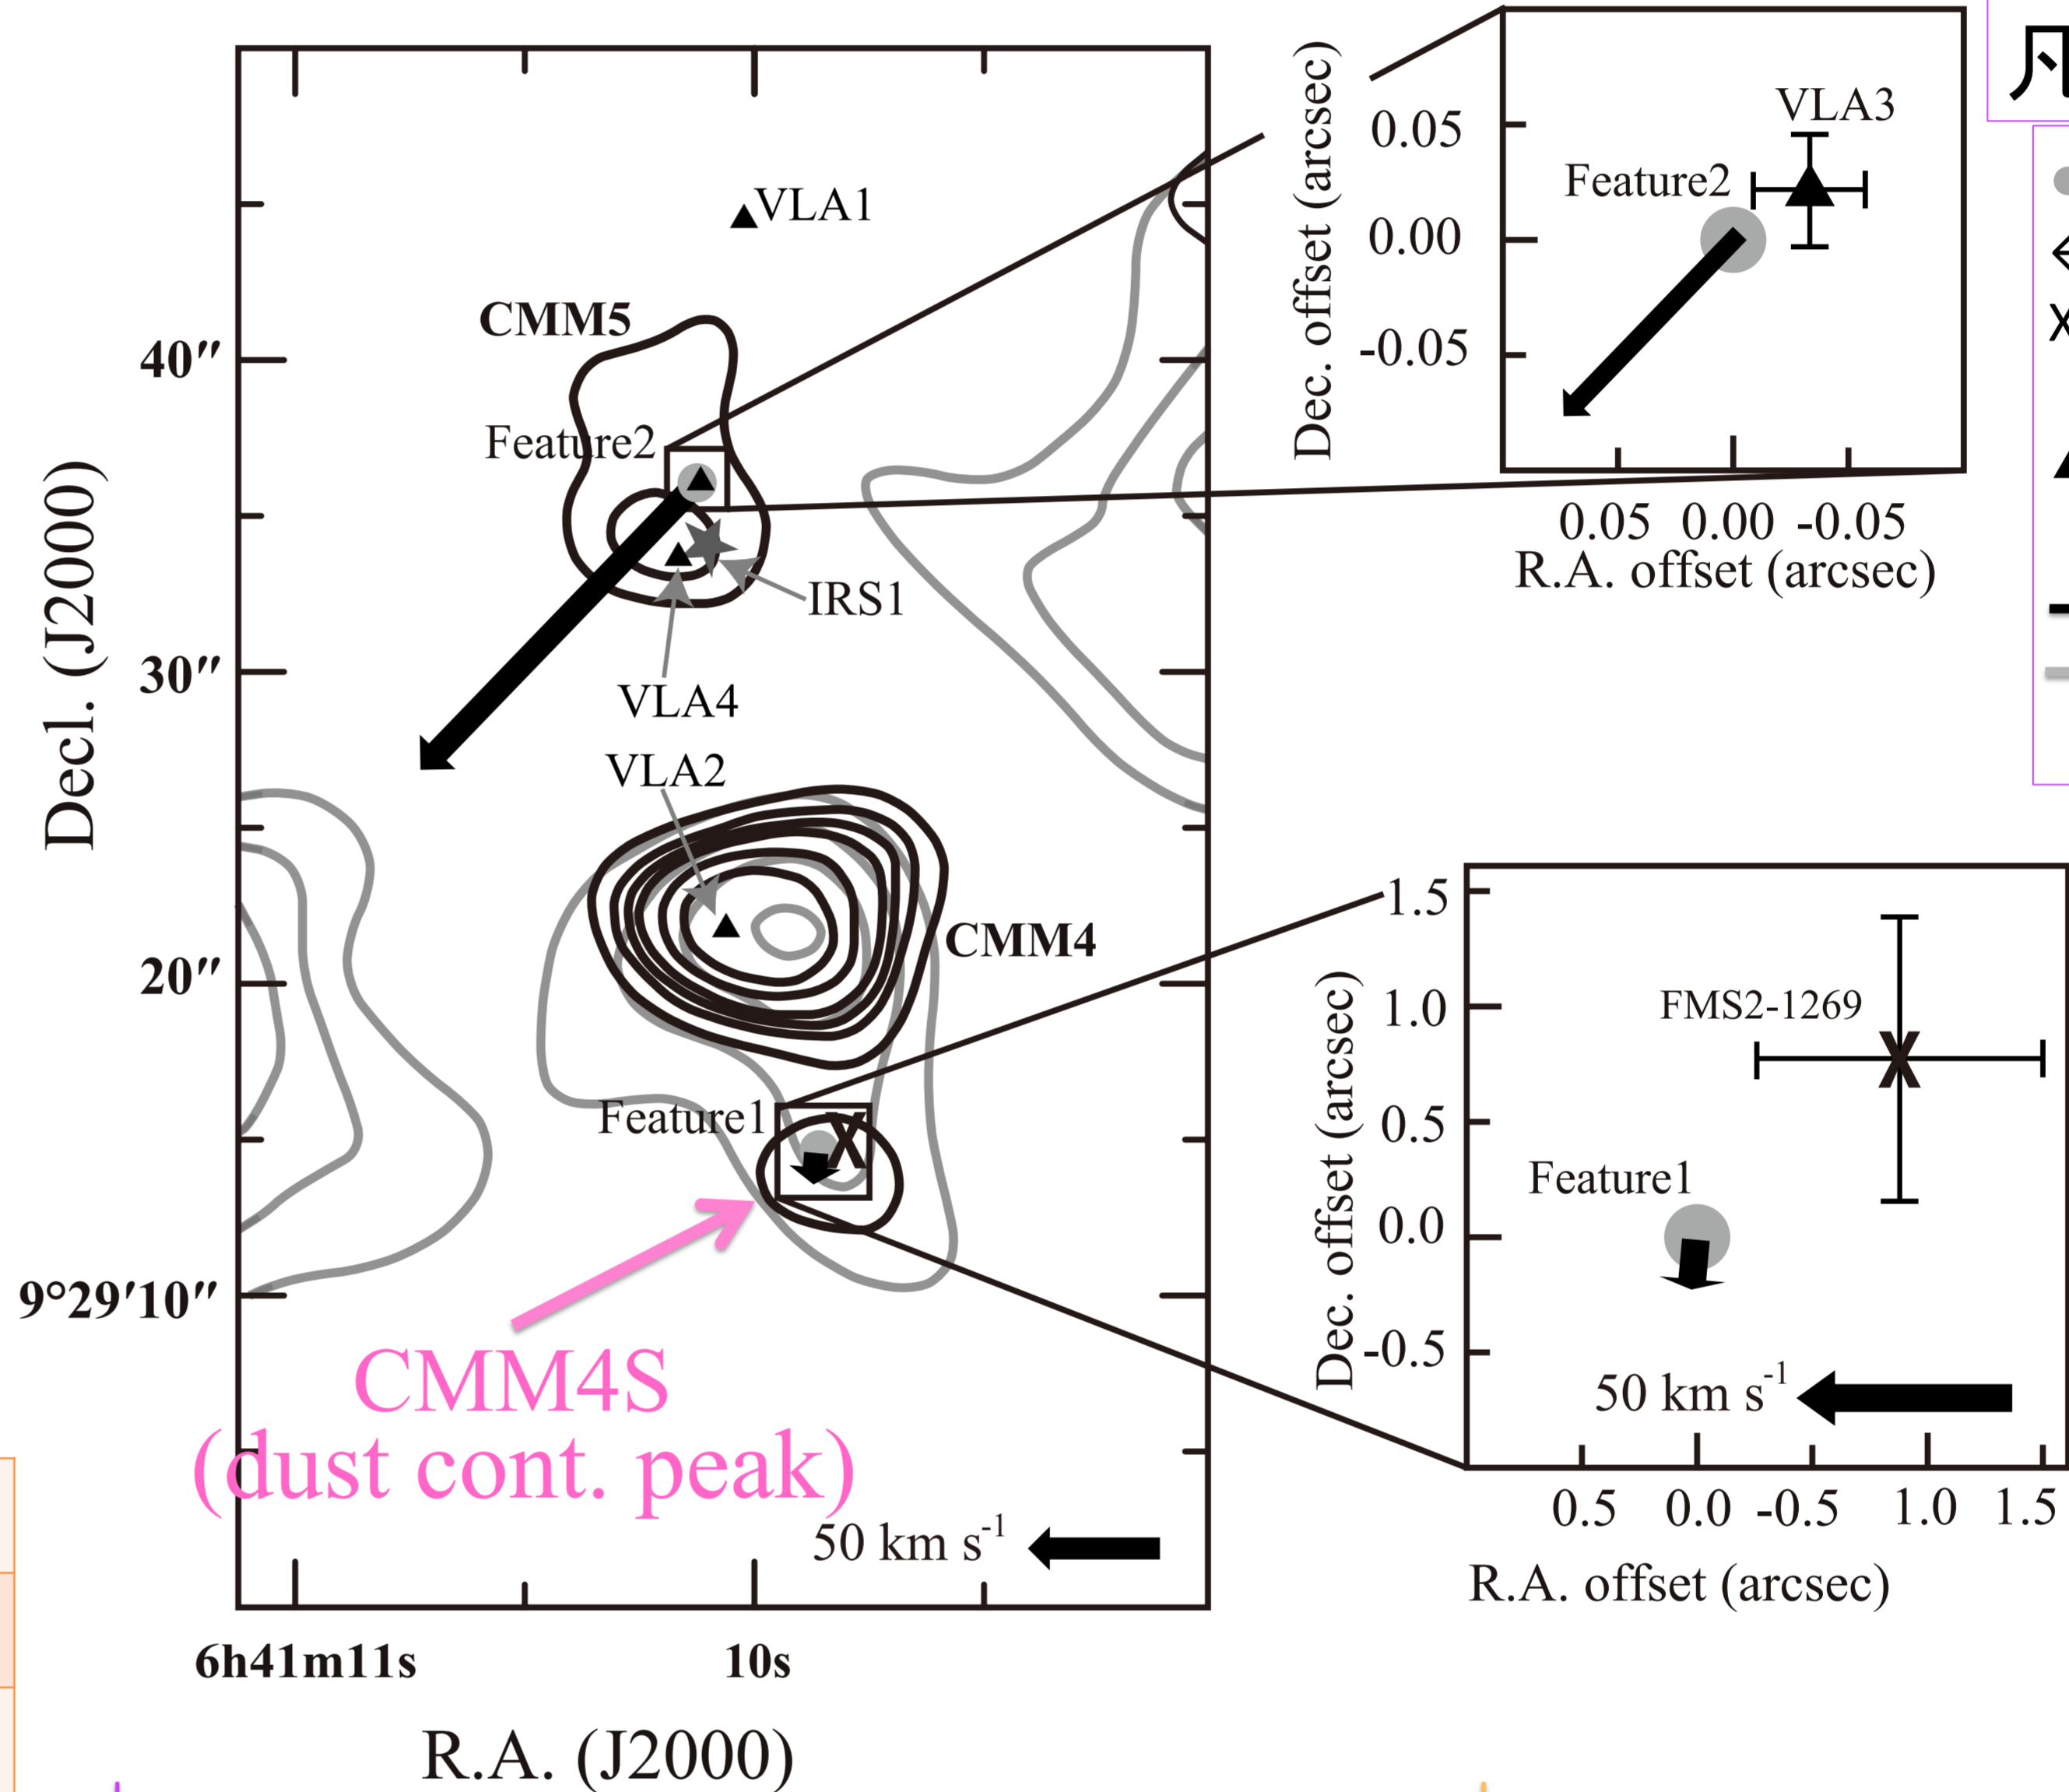 凡
VLA3
0.05
Feature2
0.00
-0.05
Dec. offset (arcsec)
0.05 0.00 -0.05
R.A. offset (arcsec)
VLA1
CMM5
40″
Feature2
IRS1
30″
VLA4
VLA2
Decl. (J2000)
CMM4
20″
Feature1
X
9°29′10″
CMM4S
(dust cont. peak)
50 km s-1
6h41m11s
10s
R.A. (J2000)
1.5
1.0
FMS2-1269
X
0.5
Feature1
0.0
-0.5
50 km s-1
Dec. offset (arcsec)
0.5 0.0 -0.5 1.0 1.5
R.A. offset (arcsec)
X